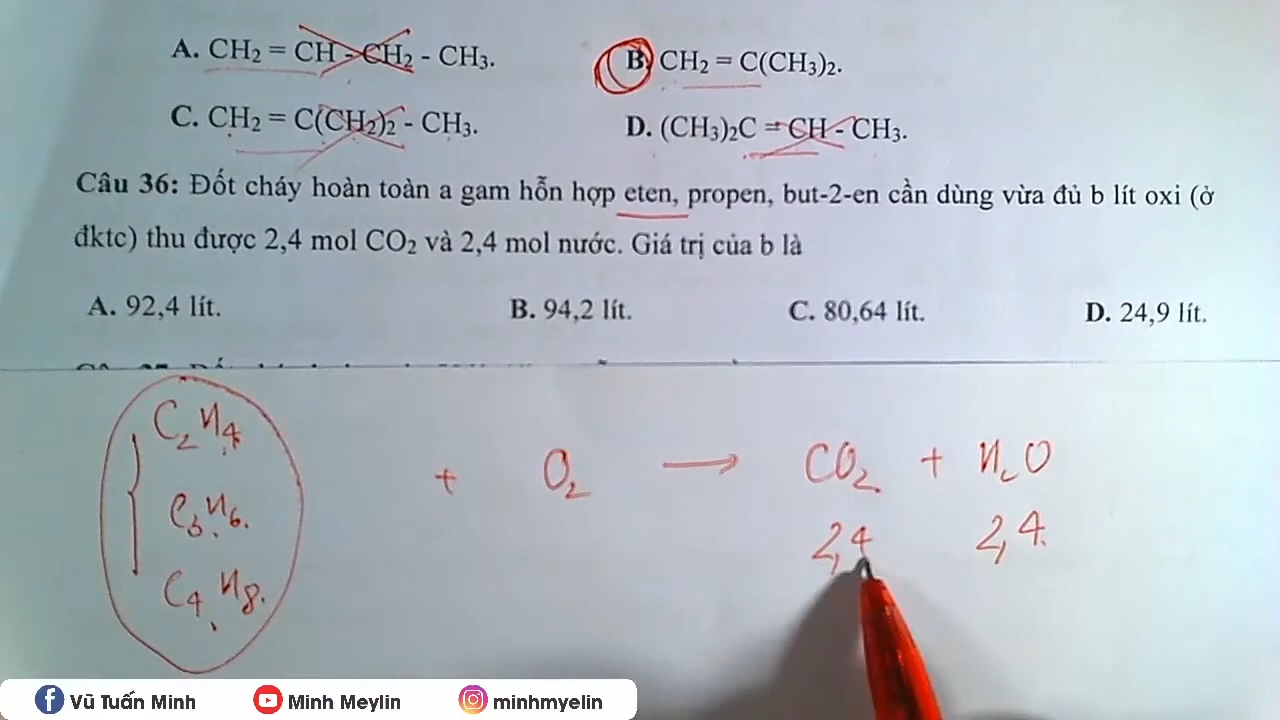 A. CH₂ = CH - CH₂ - CH₃.
B. CH₂ = C(CH₃)₂.
C. CH₂ = C(CH₂)₂ - CH₃.
D. (CH₃)₂C = CH - CH₃.
Câu 36: Đốt cháy hoàn toàn a gam hỗn hợp eten, propen, but-2-en cần dùng vừa đủ b lít oxi (ở
đktc) thu được 2,4 mol CO₂ và 2,4 mol nước. Giá trị của b là
A. 92,4 lít.
B. 94,2 lít.
C. 80,64 lít.
D. 24,9 lít.
C₂H₄
C₃H₆
C₄H₈
+ O₂ → CO₂ + H₂O
2,4 2,4
Vũ Tuấn Minh
Minh Meylin
minhmyelin